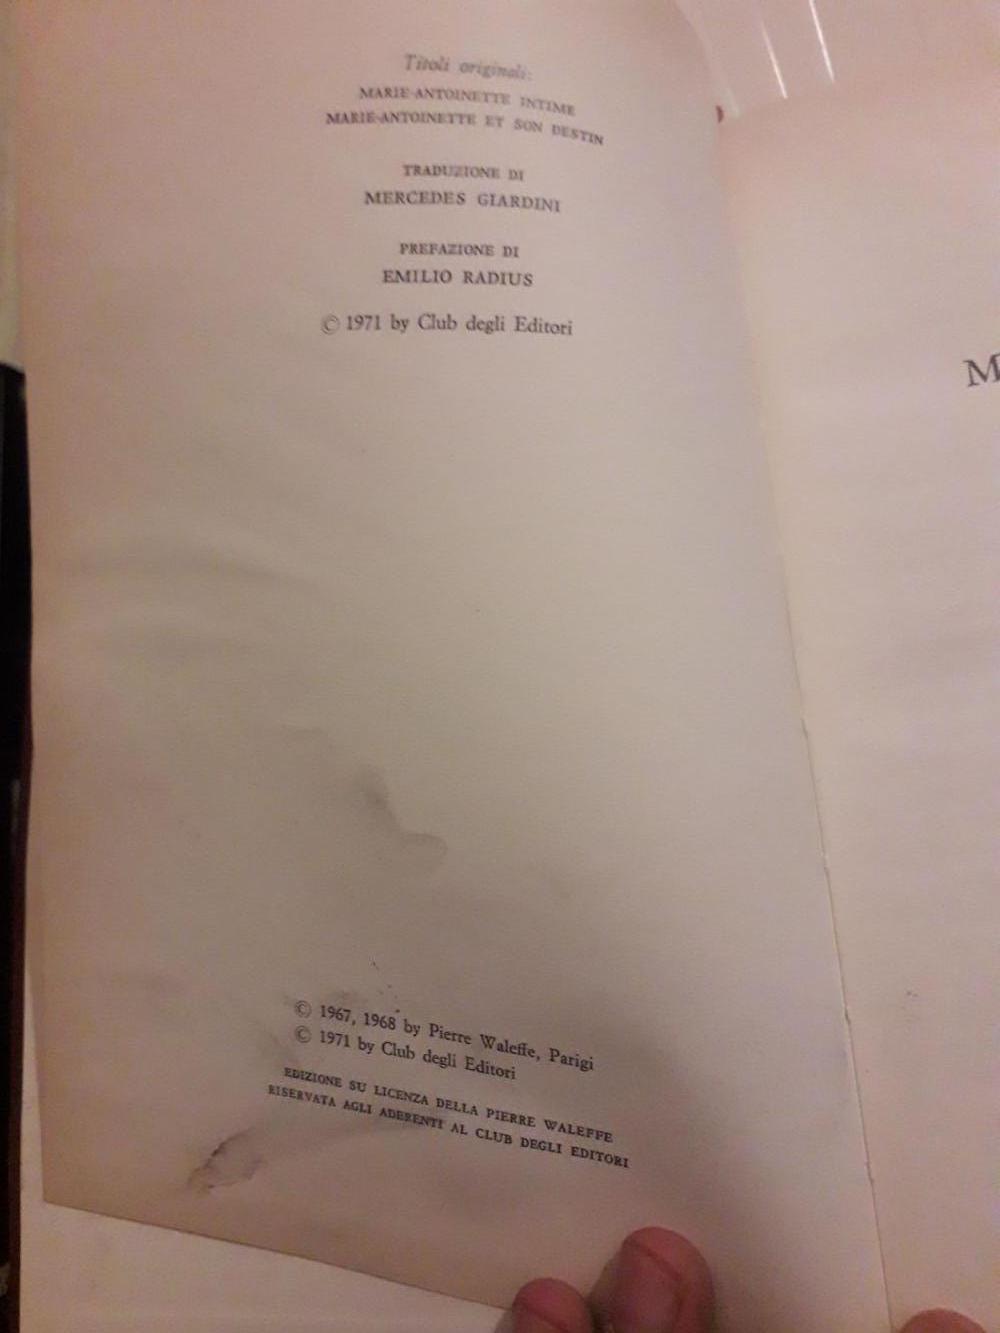 Titoli originali:
MARIE-ANTOINETTE INTIME
MARIE-ANTOINETTE ET SON DESTIN
TRADUZIONE DI
MERCEDES GIARDINI
PREFAZIONE DI
EMILIO RADIUS
© 1971 by Club degli Editori
© 1967, 1968 by Pierre Waleffe, Parigi
© 1971 by Club degli Editori
EDIZIONE SU LICENZA DELLA PIERRE WALEFFE
RISERVATA AGLI ADERENTI AL CLUB DEGLI EDITORI
M